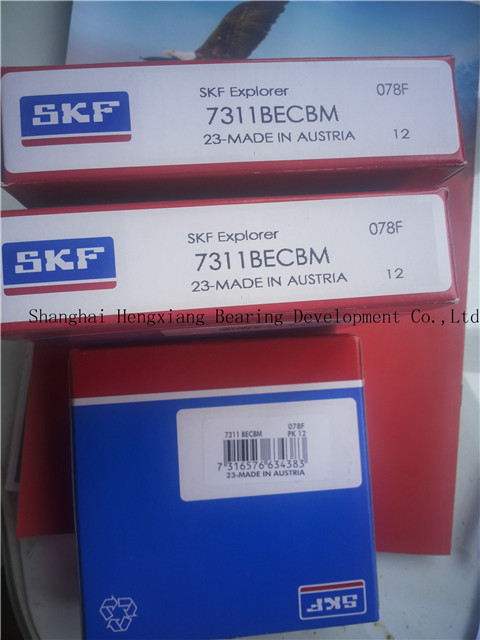 SKF
SKF Explorer
078F
7311BECBM
23-MADE IN AUSTRIA
12
SKF
SKF Explorer
078F
7311BECBM
23-MADE IN AUSTRIA
12
Shanghai Hengxiang Bearing Development Co.,Ltd
7311 BECBM
078F
PK 12
7 316576 634383
23-MADE IN AUSTRIA
SKF